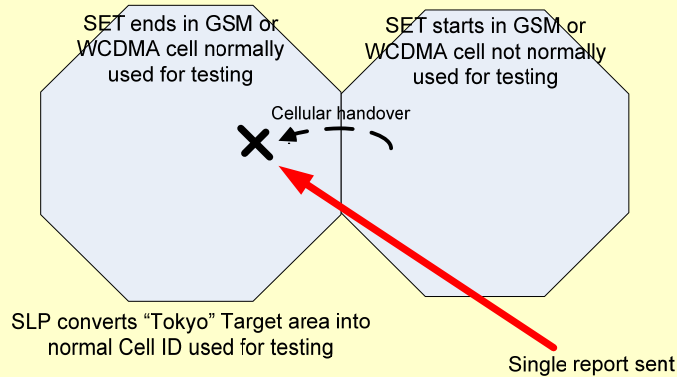 SET ends in GSM or
WCDMA cell normally
used for testing
SET starts in GSM or
WCDMA cell not normally
used for testing
Cellular handover
SLP converts “Tokyo” Target area into
normal Cell ID used for testing
Single report sent